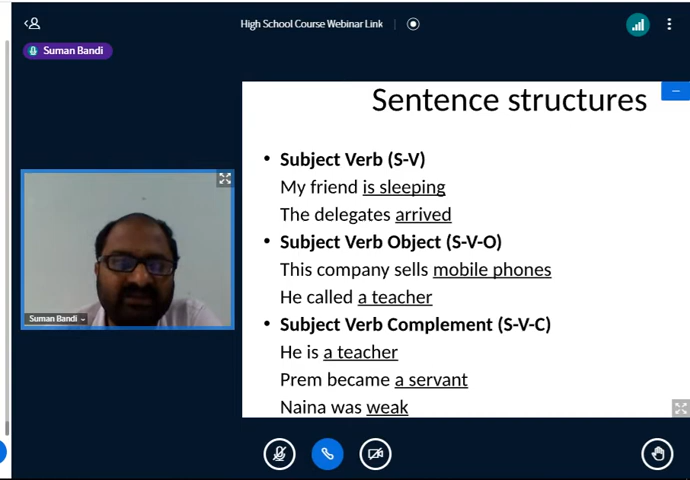 High School Course Webinar Link
Suman Bandi
Sentence structures
• Subject Verb (S-V)
My friend is sleeping
The delegates arrived
• Subject Verb Object (S-V-O)
This company sells mobile phones
He called a teacher
• Subject Verb Complement (S-V-C)
He is a teacher
Prem became a servant
Naina was weak
Suman Bandi